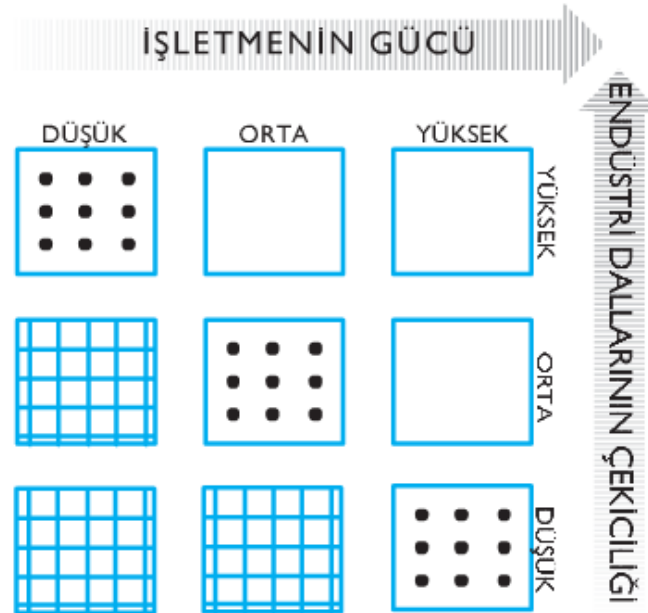 İŞLETMENİN GÜCÜ
DÜŞÜK ORTA YÜKSEK
YÜKSEK
ORTA
DÜŞÜK
ENDÜSTRİ DALLARININ ÇEKİCİLİĞİ